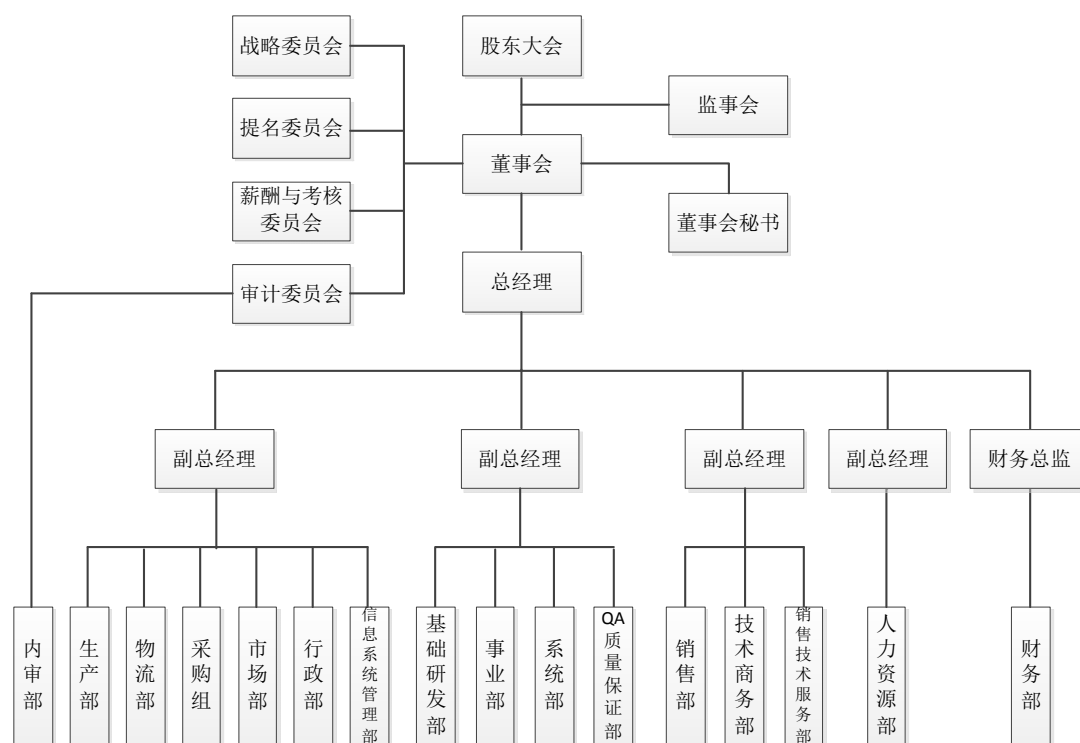 战略委员会
股东大会
监事会
提名委员会
董事会
薪酬与考核
委员会
董事会秘书
总经理
审计委员会
副总经理
副总经理
副总经理
副总经理
财务总监
内审部
生产部
物流部
采购组
市场部
行政部
信息系统管理部
基础研发部
事业部
系统部
QA质量保证部
销售部
技术商务部
销售技术服务部
人力资源部
财务部